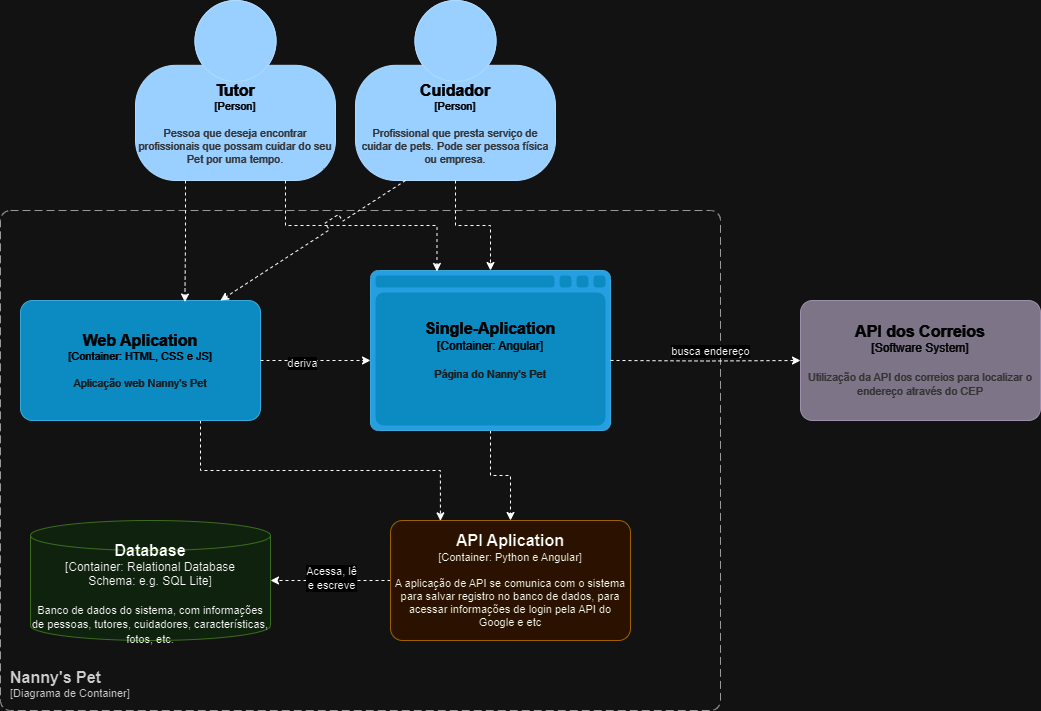 Tutor
[Person]
Pessoa que deseja encontrar
profissionais que possam cuidar do seu
Pet por uma tempo.
Cuidador
[Person]
Profissional que presta serviço de
cuidar de pets. Pode ser pessoa física
ou empresa.
Web Aplication
[Container: HTML, CSS e JS]
Aplicação web Nanny's Pet
deriva
Single-Aplication
[Container: Angular]
Página do Nanny's Pet
busca endereço
API dos Correios
[Software System]
Utilização da API dos correios para localizar o
endereço através do CEP
Database
[Container: Relational Database
Schema: e.g. SQL Lite]
Banco de dados do sistema, com informações
de pessoas, tutores, cuidadores, características,
fotos, etc.
Acessa, lê
e escreve
API Aplication
[Container: Python e Angular]
A aplicação de API se comunica com o sistema
para salvar registro no banco de dados, para
acessar informações de login pela API do
Google e etc
Nanny's Pet
[Diagrama de Container]